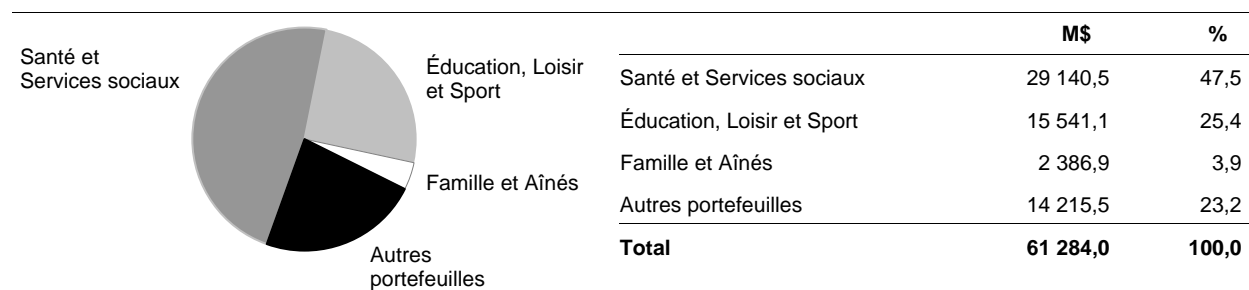 Santé et
Services sociaux
Éducation, Loisir
et Sport
Famille et Aînés
Autres
portefeuilles
M$ %
Santé et Services sociaux 29 140,5 47,5
Éducation, Loisir et Sport 15 541,1 25,4
Famille et Aînés 2 386,9 3,9
Autres portefeuilles 14 215,5 23,2
Total 61 284,0 100,0